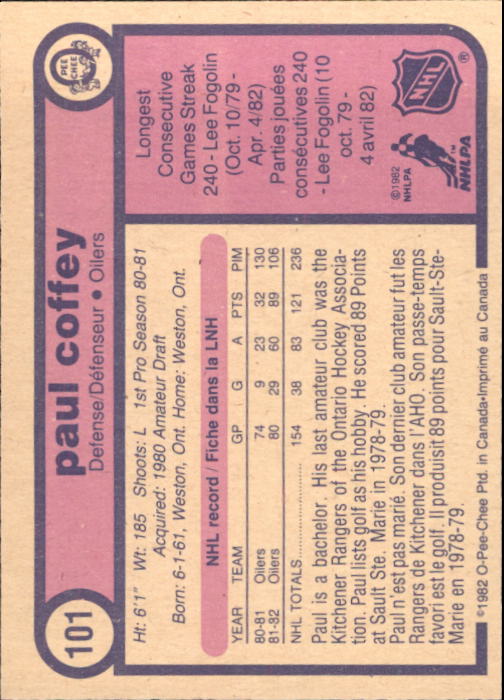 101
paul coffey
Defense/Défenseur • Oilers
O
PEE
CHEE
Ht: 6'1" Wt: 185 Shoots: L 1st Pro Season 80-81
Acquired: 1980 Amateur Draft
Born: 6-1-61, Weston, Ont. Home: Weston, Ont.
NHL record / Fiche dans la LNH
YEAR TEAM GP G A PTS PIM
80-81 Oilers 74 9 23 32 130
81-82 Oilers 80 29 60 89 106
NHL TOTALS.................. 154 38 83 121 236
Paul is a bachelor. His last amateur club was the
Kitchener Rangers of the Ontario Hockey Associa-
tion. Paul lists golf as his hobby. He scored 89 Points
at Sault Ste. Marie in 1978-79.
Paul n'est pas marié. Son dernier club amateur fut les
Rangers de Kitchener dans l'AHO. Son passe-temps
favori est le golf. Il produisit 89 points pour Sault-Ste-
Marie en 1978-79.
Longest
Consecutive
Games Streak
240 - Lee Fogolin
(Oct. 10/79 -
Apr. 4/82)
Parties jouées
consécutives 240
- Lee Fogolin (10
oct. 79 -
4 avril 82)
©1982
NHLPA
NHLPA™
NHL®
©1982 O-Pee-Chee Ptd. in Canada-Imprimé au Canada